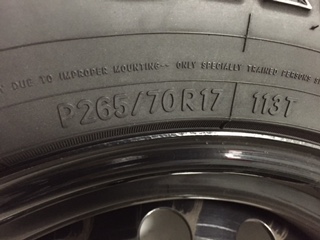 DUE TO IMPROPER MOUNTING-- ONLY SPECIALLY TRAINED PERSONS
P265/70R17 113T